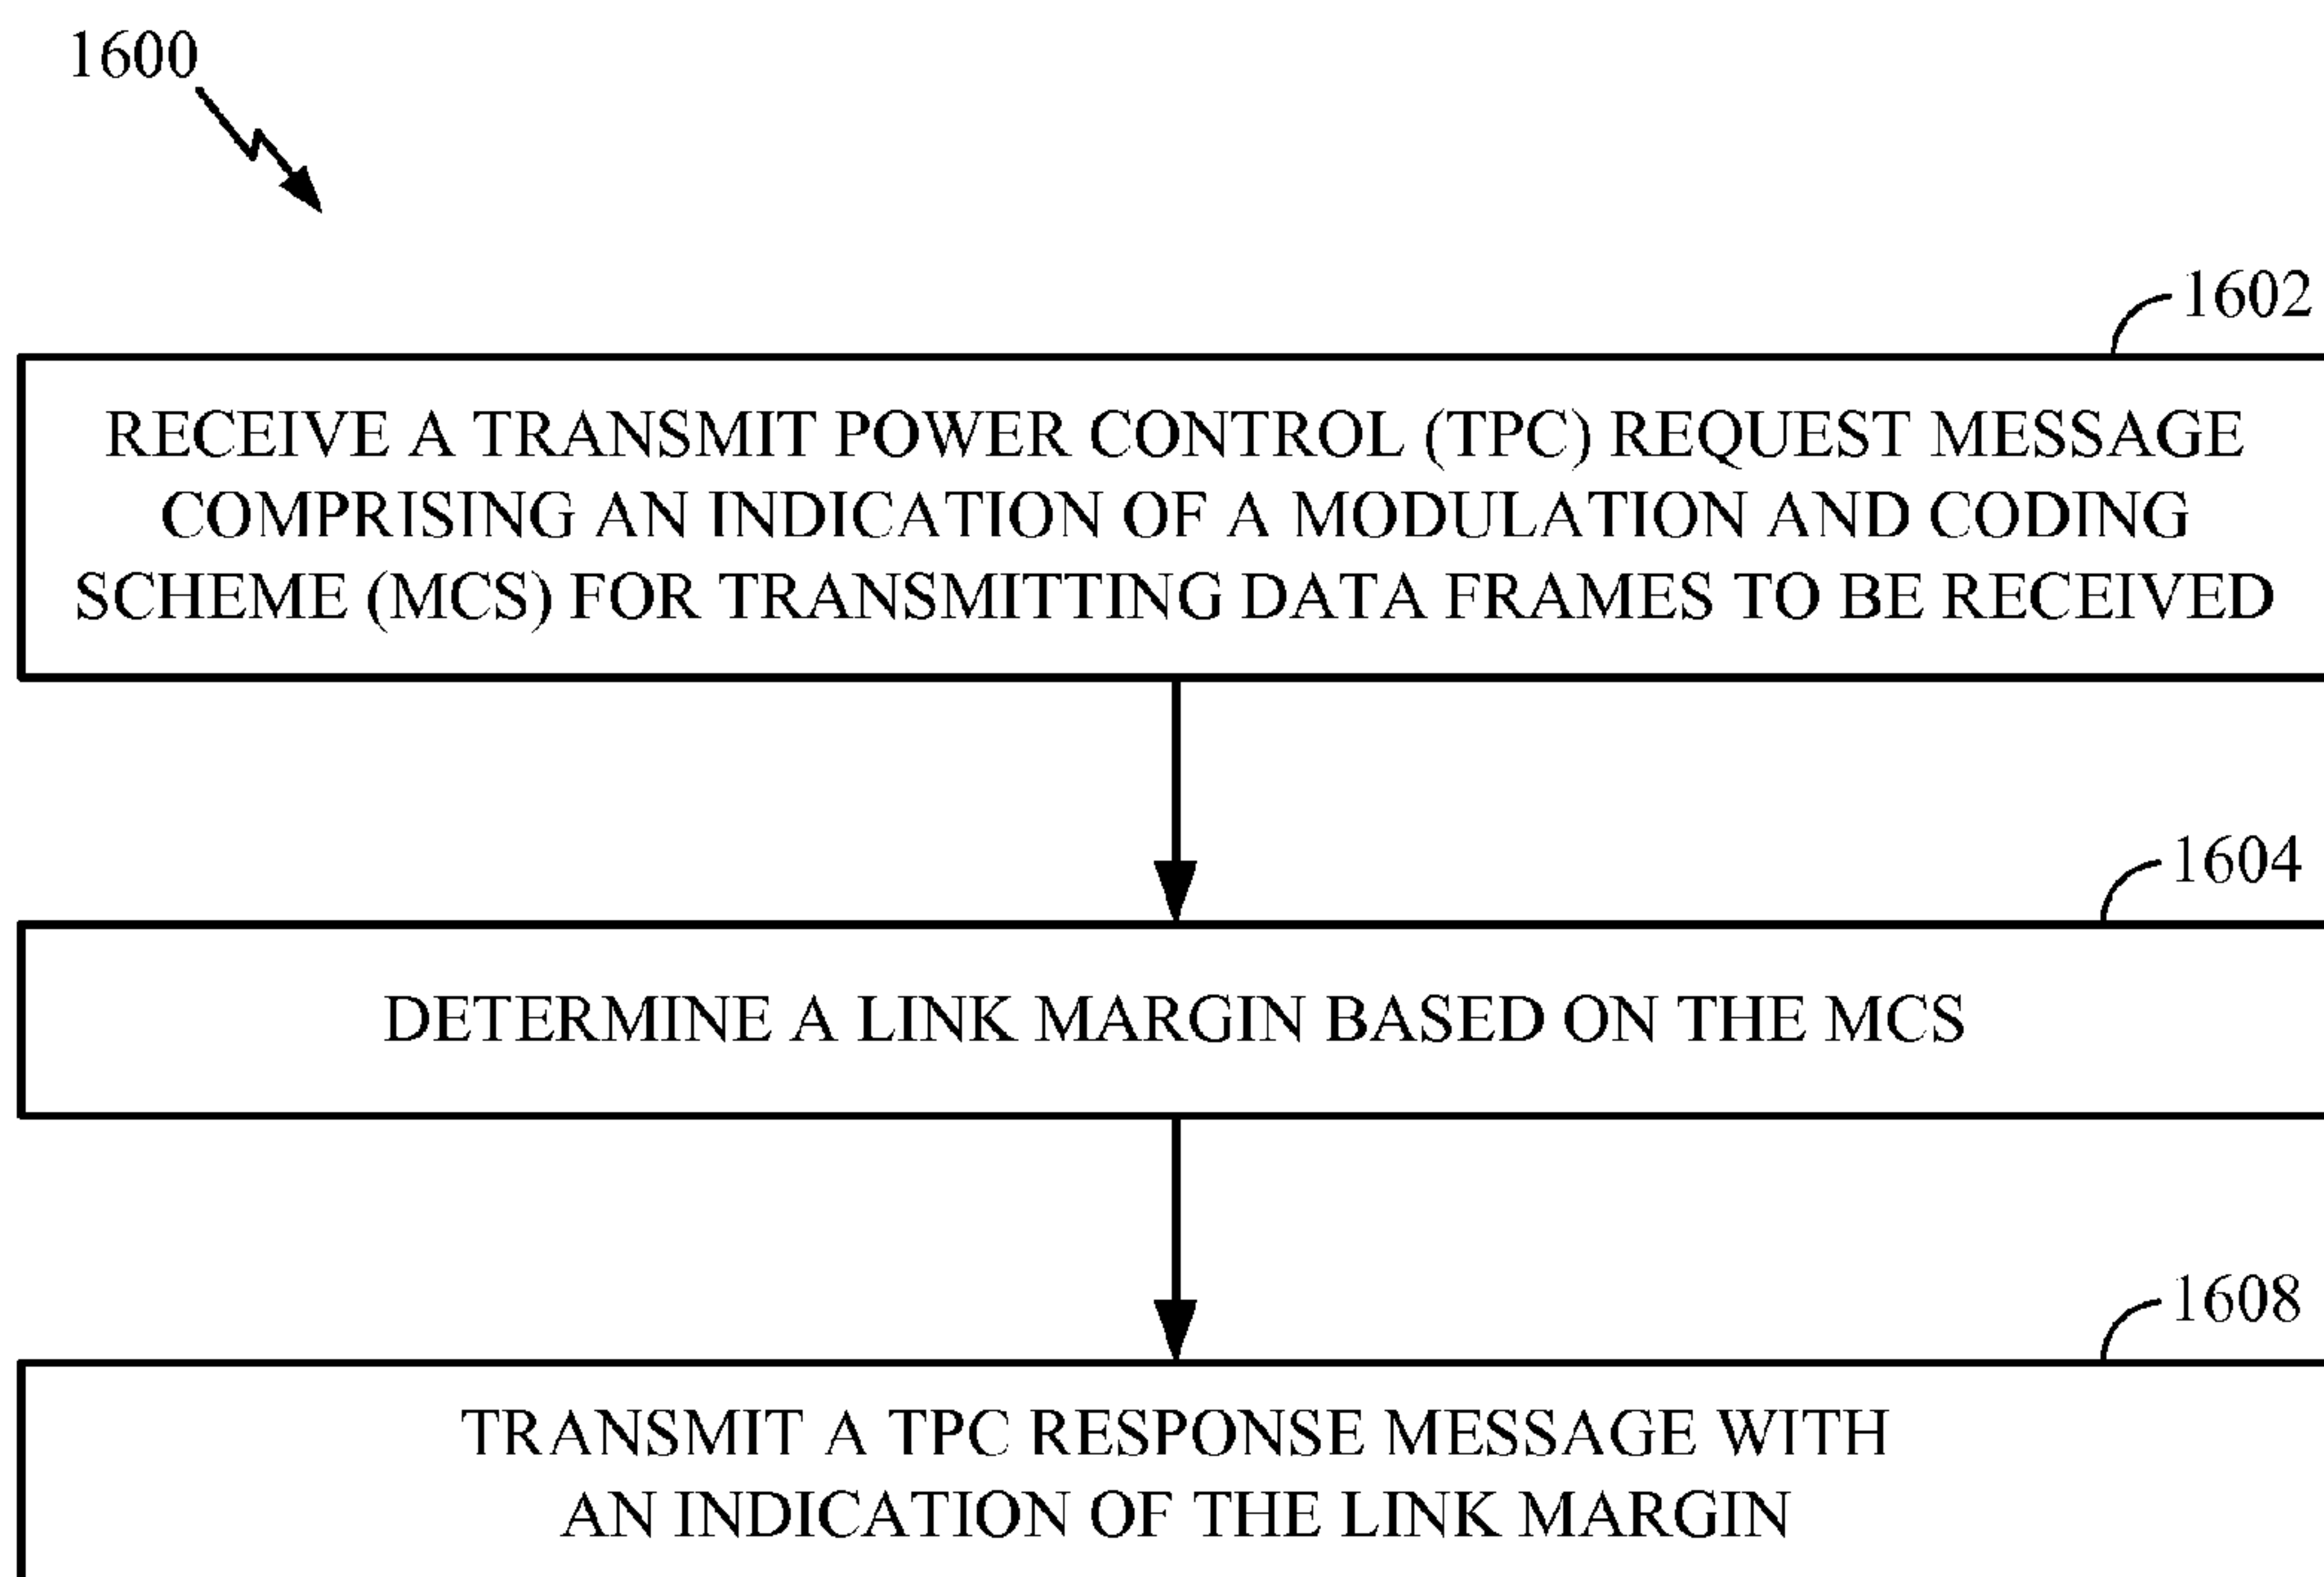 1600
1602
RECEIVE A TRANSMIT POWER CONTROL (TPC) REQUEST MESSAGE
COMPRISING AN INDICATION OF A MODULATION AND CODING
SCHEME (MCS) FOR TRANSMITTING DATA FRAMES TO BE RECEIVED
1604
DETERMINE A LINK MARGIN BASED ON THE MCS
1608
TRANSMIT A TPC RESPONSE MESSAGE WITH
AN INDICATION OF THE LINK MARGIN